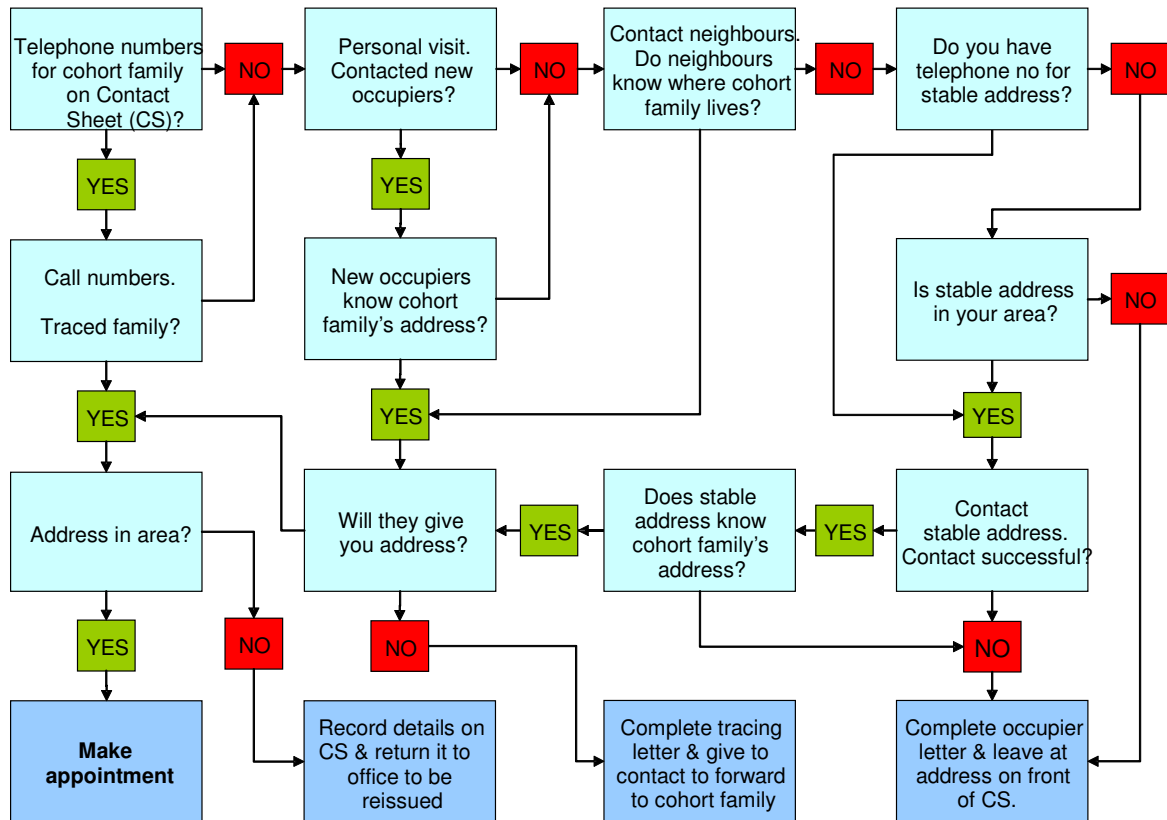 Telephone numbers
for cohort family
on Contact
Sheet (CS)?
NO
Personal visit.
Contacted new
occupiers?
NO
Contact neighbours.
Do neighbours
know where cohort
family lives?
NO
Do you have
telephone no for
stable address?
NO
YES
YES
Call numbers.
Traced family?
New occupiers
know cohort
family's address?
Is stable address
in your area?
NO
YES
YES
YES
Address in area?
Will they give
you address?
YES
Does stable
address know
cohort family's
address?
YES
Contact
stable address.
Contact successful?
YES
NO
NO
NO
Make
appointment
Record details on
CS & return it to
office to be
reissued
Complete tracing
letter & give to
contact to forward
to cohort family
Complete occupier
letter & leave at
address on front
of CS.